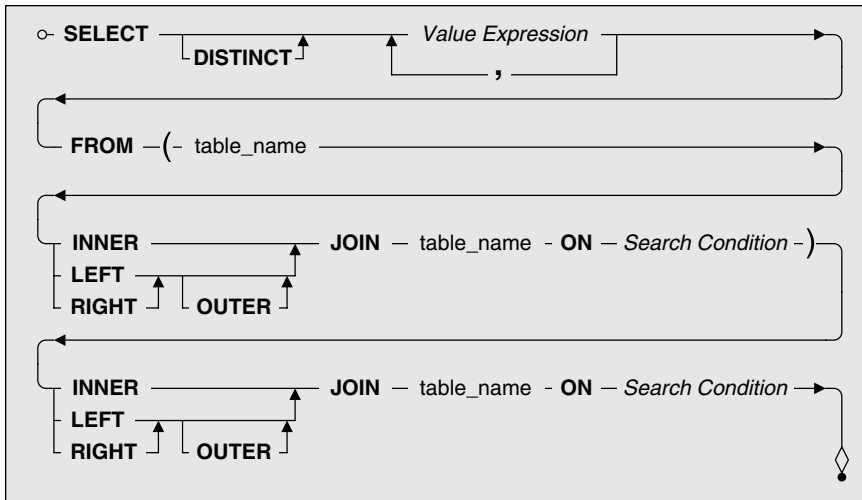 SELECT Value Expression
DISTINCT ,
FROM ( table_name
INNER JOIN table_name ON Search Condition )
LEFT
RIGHT OUTER
INNER JOIN table_name ON Search Condition
LEFT
RIGHT OUTER